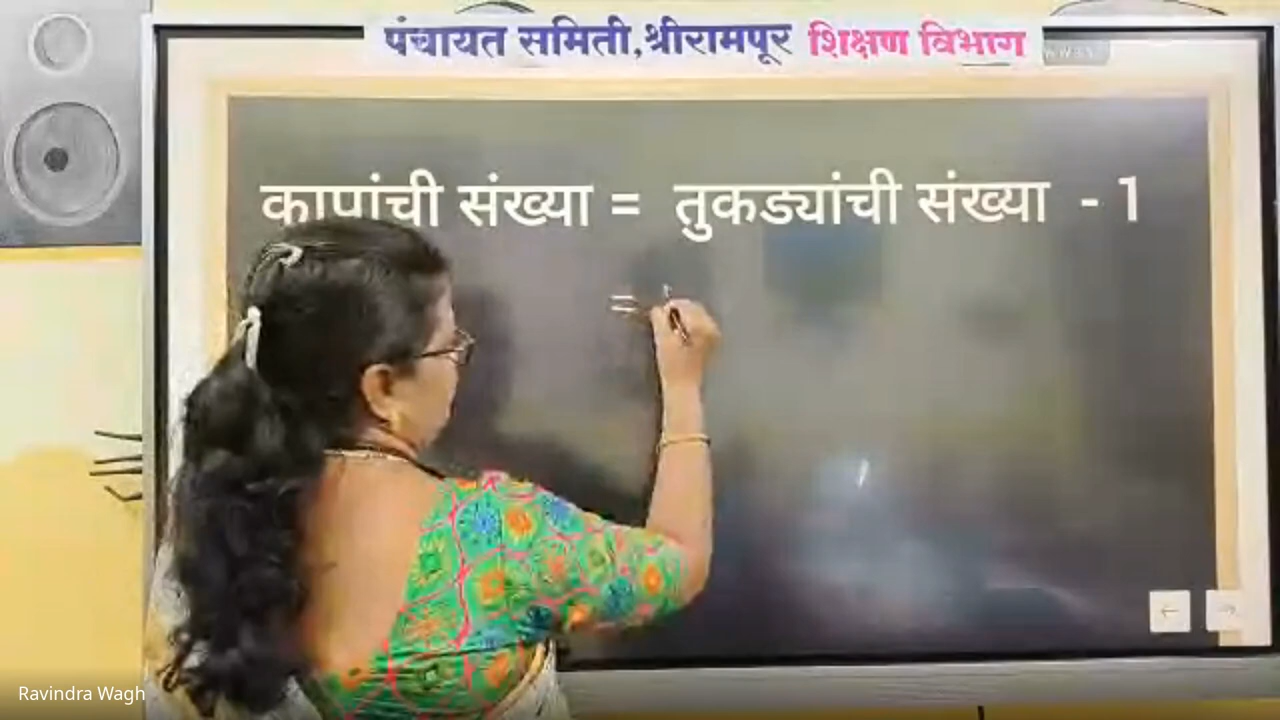 पंचायत समिती,श्रीरामपूर शिक्षण विभाग
कापांची संख्या = तुकड्यांची संख्या - 1
=
Ravindra Wagh